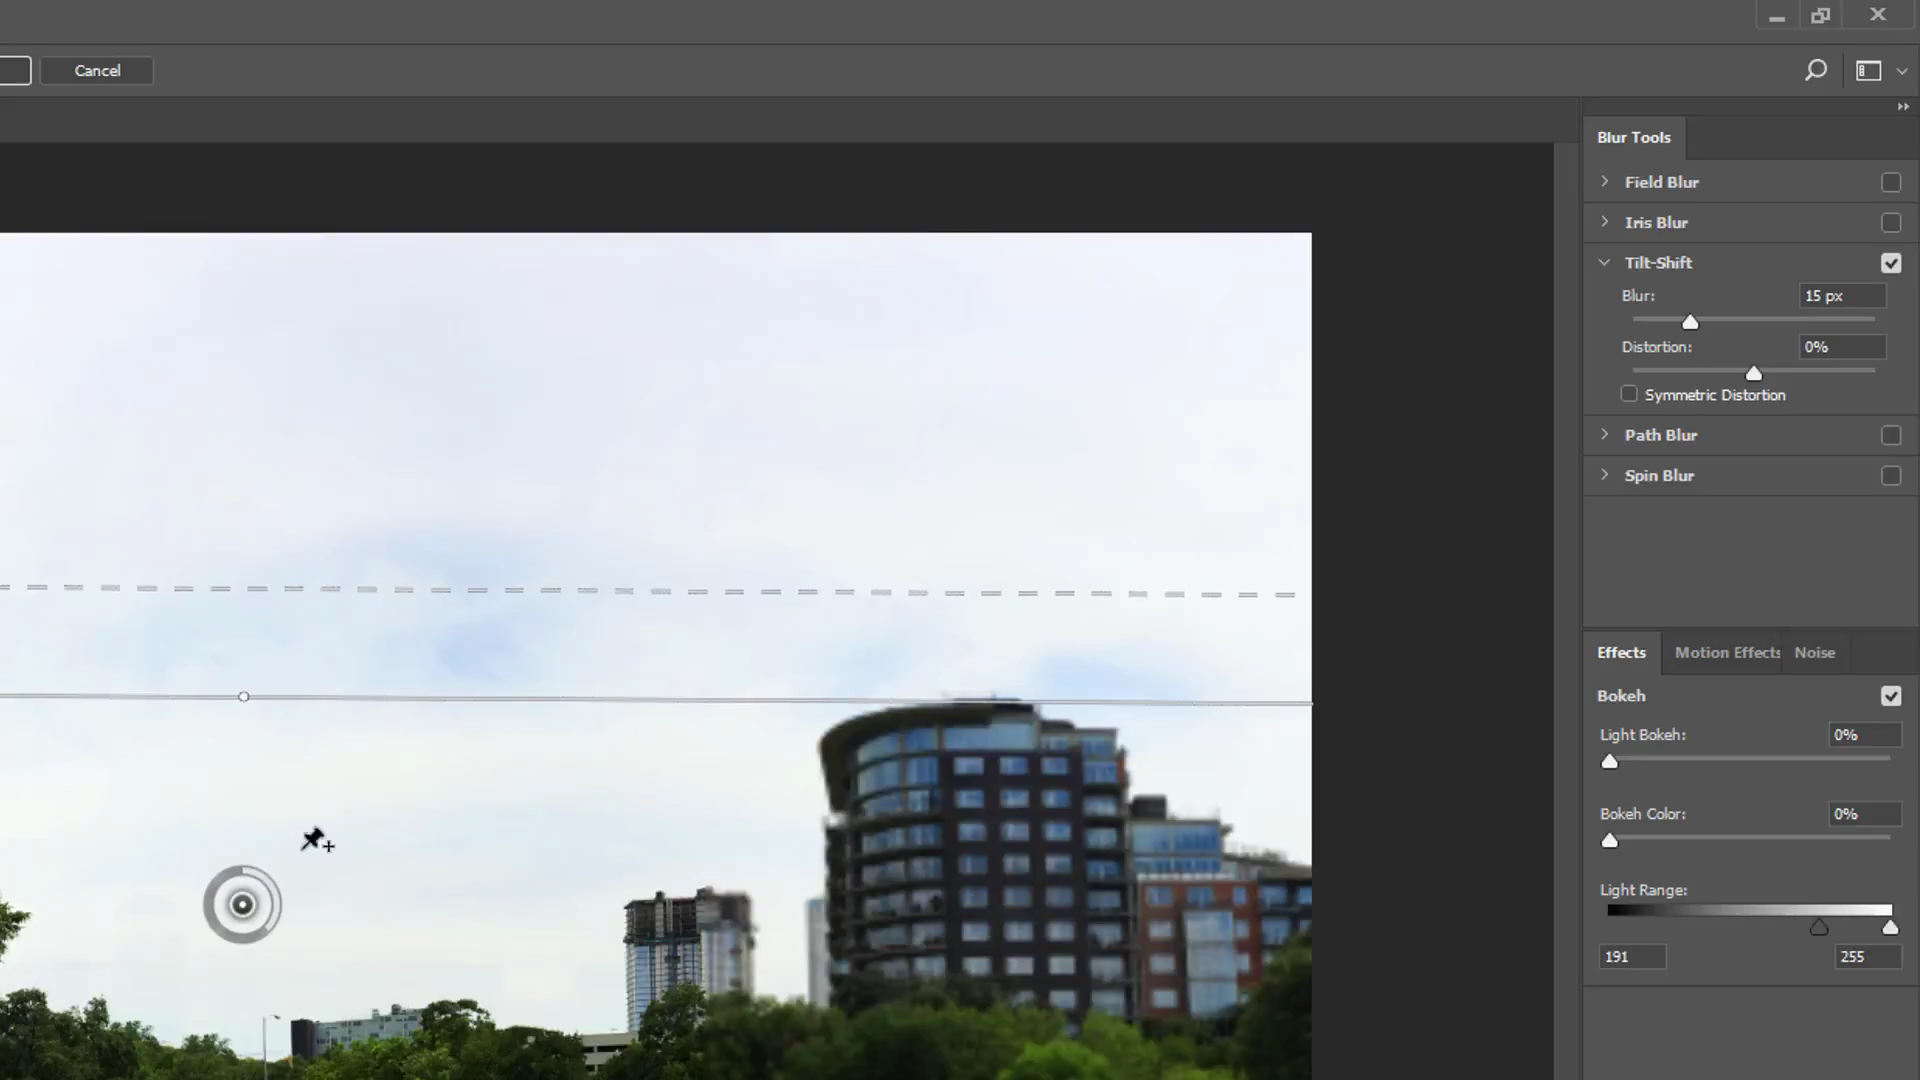 Cancel
Blur Tools
Field Blur
Iris Blur
Tilt-Shift
Blur: 15 px
Distortion: 0%
Symmetric Distortion
Path Blur
Spin Blur
Effects Motion Effects Noise
Bokeh
Light Bokeh: 0%
Bokeh Color: 0%
Light Range:
191 255